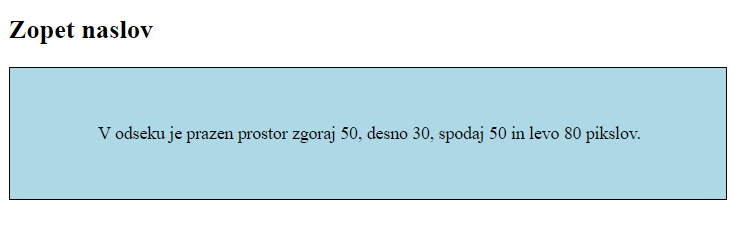 Zopet naslov
V odseku je prazen prostor zgoraj 50, desno 30, spodaj 50 in levo 80 pikslov.